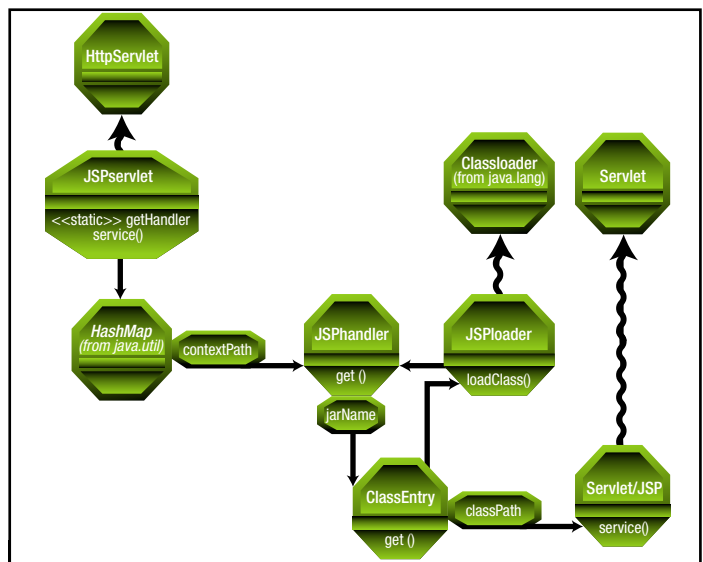 HttpServlet
JSPservlet
<<static>> getHandler
service()
Classloader
(from java.lang)
Servlet
HashMap
(from java.util)
contextPath
JSPhandler
get ()
jarName
JSPloader
loadClass()
ClassEntry
get ()
classPath
Servlet/JSP
service()